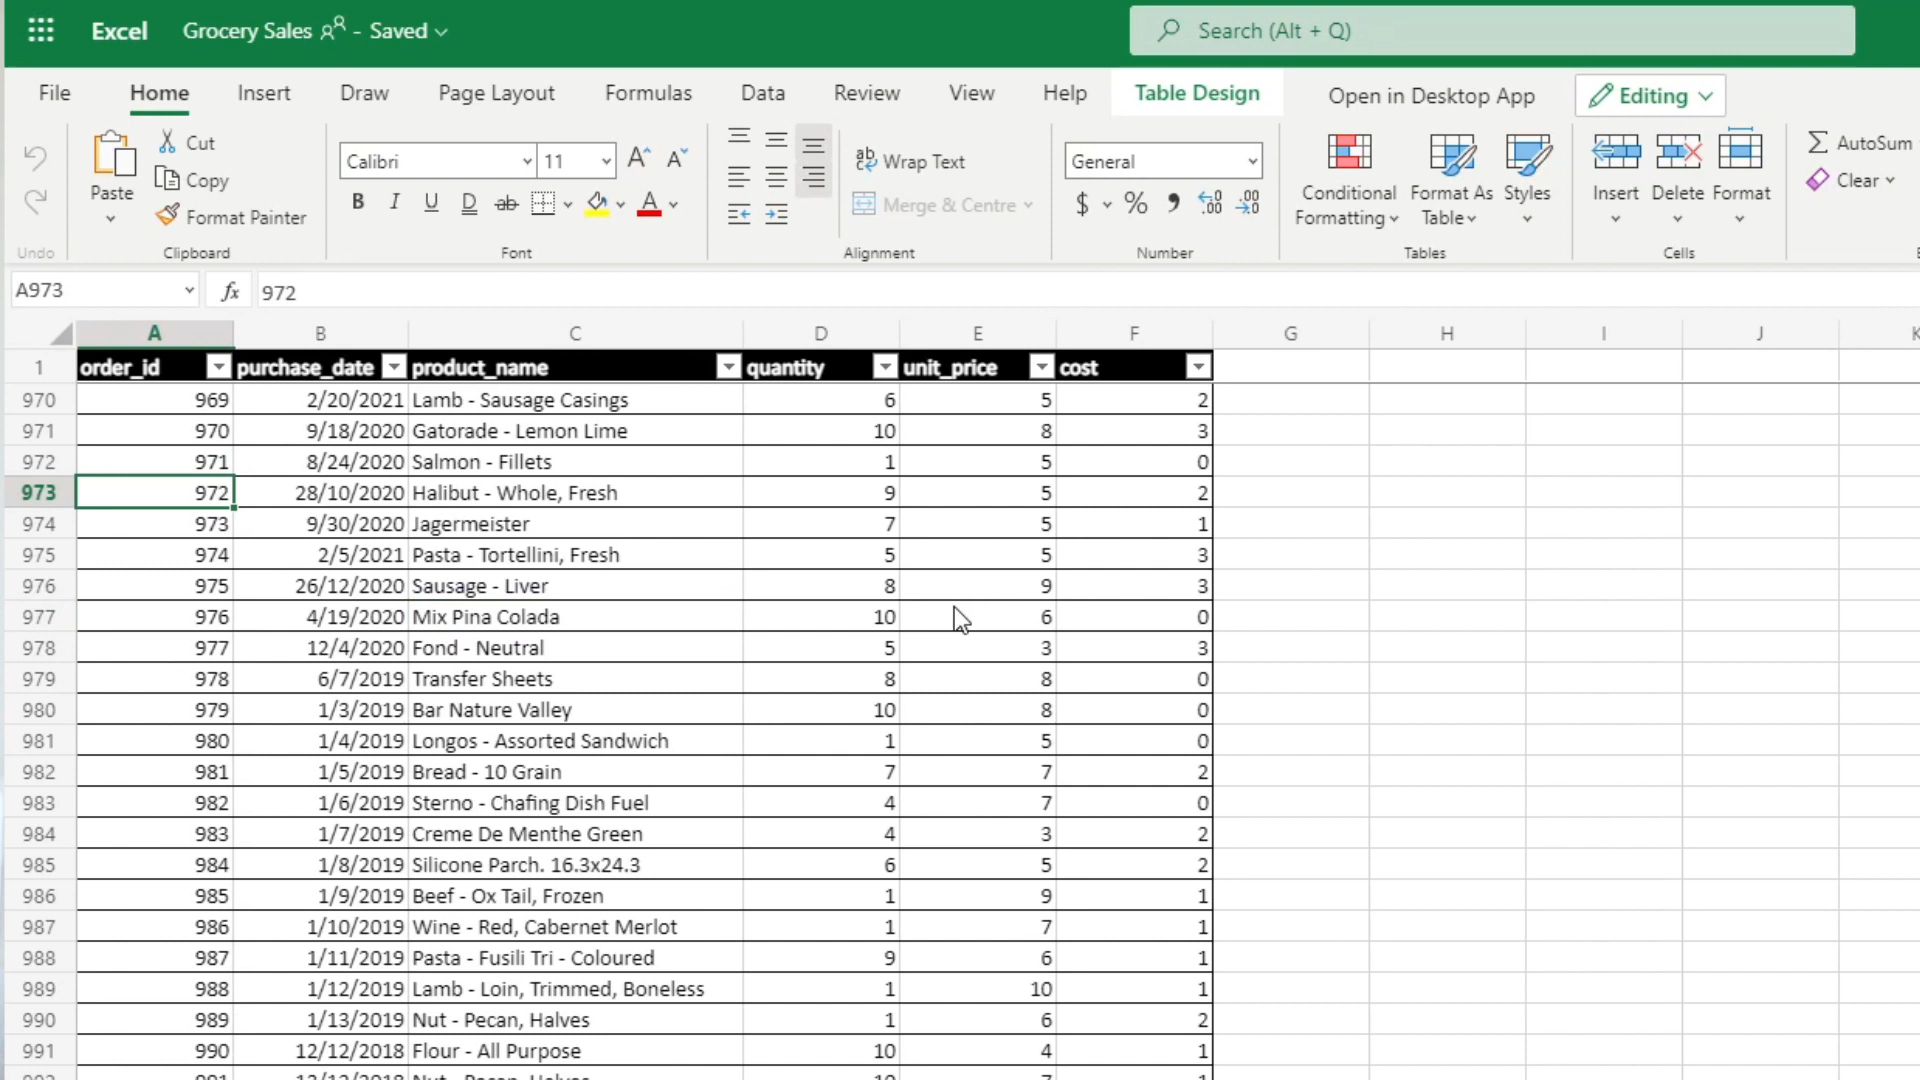 Excel Grocery Sales - Saved Search (Alt + Q)
File Home Insert Draw Page Layout Formulas Data Review View Help Table Design Open in Desktop App Editing
Undo
Paste Cut Copy Format Painter
Clipboard
Calibri 11
B I U D ab
Font
Wrap Text
Merge & Centre
Alignment
General
$ % 9 .00 .00
Number
Conditional Formatting Format As Table Styles
Tables
Insert Delete Format
Cells
AutoSum
Clear
A973 fx 972
A B C D E F G H I J K
1 order_id purchase_date product_name quantity unit_price cost
970 969 2/20/2021 Lamb - Sausage Casings 6 5 2
971 970 9/18/2020 Gatorade - Lemon Lime 10 8 3
972 971 8/24/2020 Salmon - Fillets 1 5 0
973 972 28/10/2020 Halibut - Whole, Fresh 9 5 2
974 973 9/30/2020 Jagermeister 7 5 1
975 974 2/5/2021 Pasta - Tortellini, Fresh 5 5 3
976 975 26/12/2020 Sausage - Liver 8 9 3
977 976 4/19/2020 Mix Pina Colada 10 6 0
978 977 12/4/2020 Fond - Neutral 5 3 3
979 978 6/7/2019 Transfer Sheets 8 8 0
980 979 1/3/2019 Bar Nature Valley 10 8 0
981 980 1/4/2019 Longos - Assorted Sandwich 1 5 0
982 981 1/5/2019 Bread - 10 Grain 7 7 2
983 982 1/6/2019 Sterno - Chafing Dish Fuel 4 7 0
984 983 1/7/2019 Creme De Menthe Green 4 3 2
985 984 1/8/2019 Silicone Parch. 16.3x24.3 6 5 2
986 985 1/9/2019 Beef - Ox Tail, Frozen 1 9 1
987 986 1/10/2019 Wine - Red, Cabernet Merlot 1 7 1
988 987 1/11/2019 Pasta - Fusili Tri - Coloured 9 6 1
989 988 1/12/2019 Lamb - Loin, Trimmed, Boneless 1 10 1
990 989 1/13/2019 Nut - Pecan, Halves 1 6 2
991 990 12/12/2018 Flour - All Purpose 10 4 1